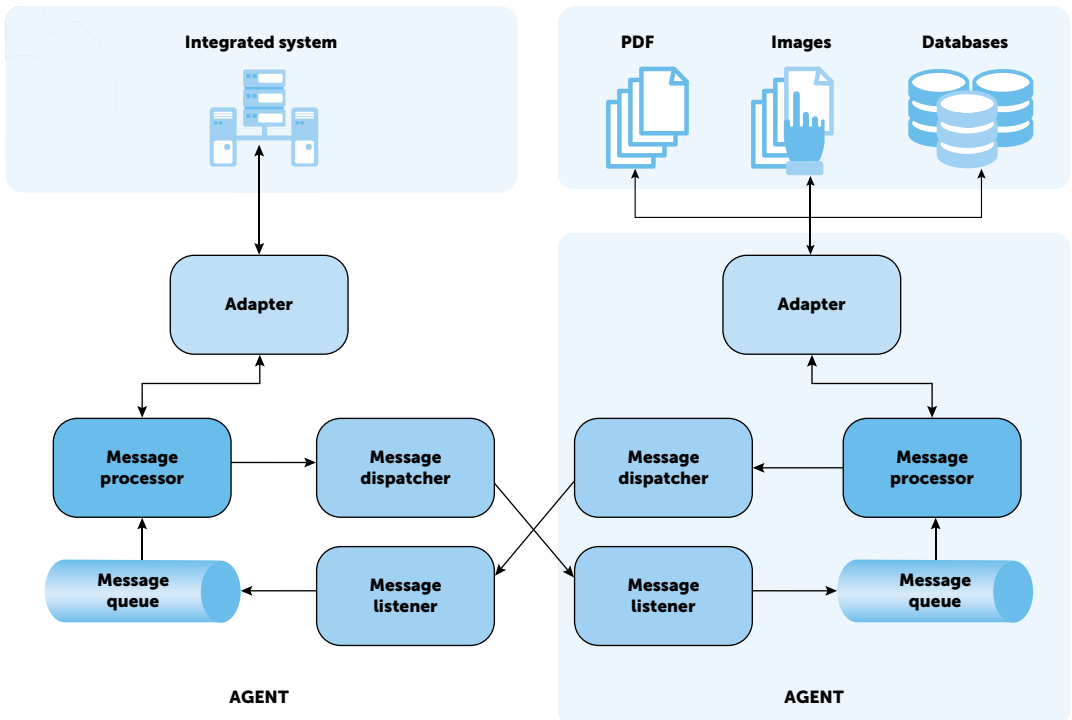 Integrated system
PDF
Images
Databases
Adapter
Adapter
Message
processor
Message
dispatcher
Message
dispatcher
Message
processor
Message
queue
Message
listener
Message
listener
Message
queue
AGENT
AGENT